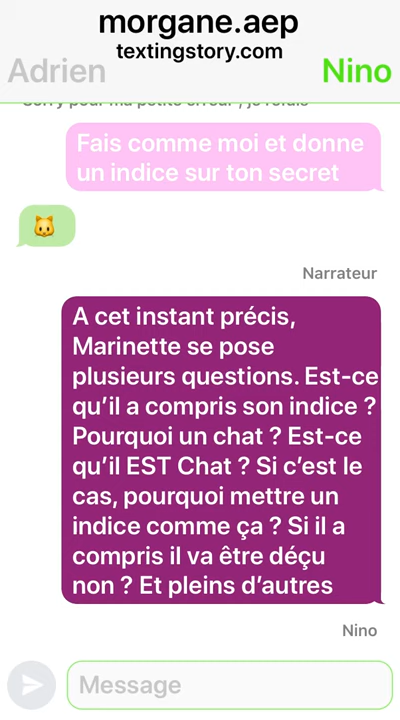 morgane.aep
textingstory.com
Adrien
Nino
Fais comme moi et donne
un indice sur ton secret
Narrateur
A cet instant précis,
Marinette se pose
plusieurs questions. Est-ce
qu’il a compris son indice ?
Pourquoi un chat ? Est-ce
qu’il EST Chat ? Si c’est le
cas, pourquoi mettre un
indice comme ça ? Si il a
compris il va être déçu
non ? Et pleins d’autres
Nino
Message